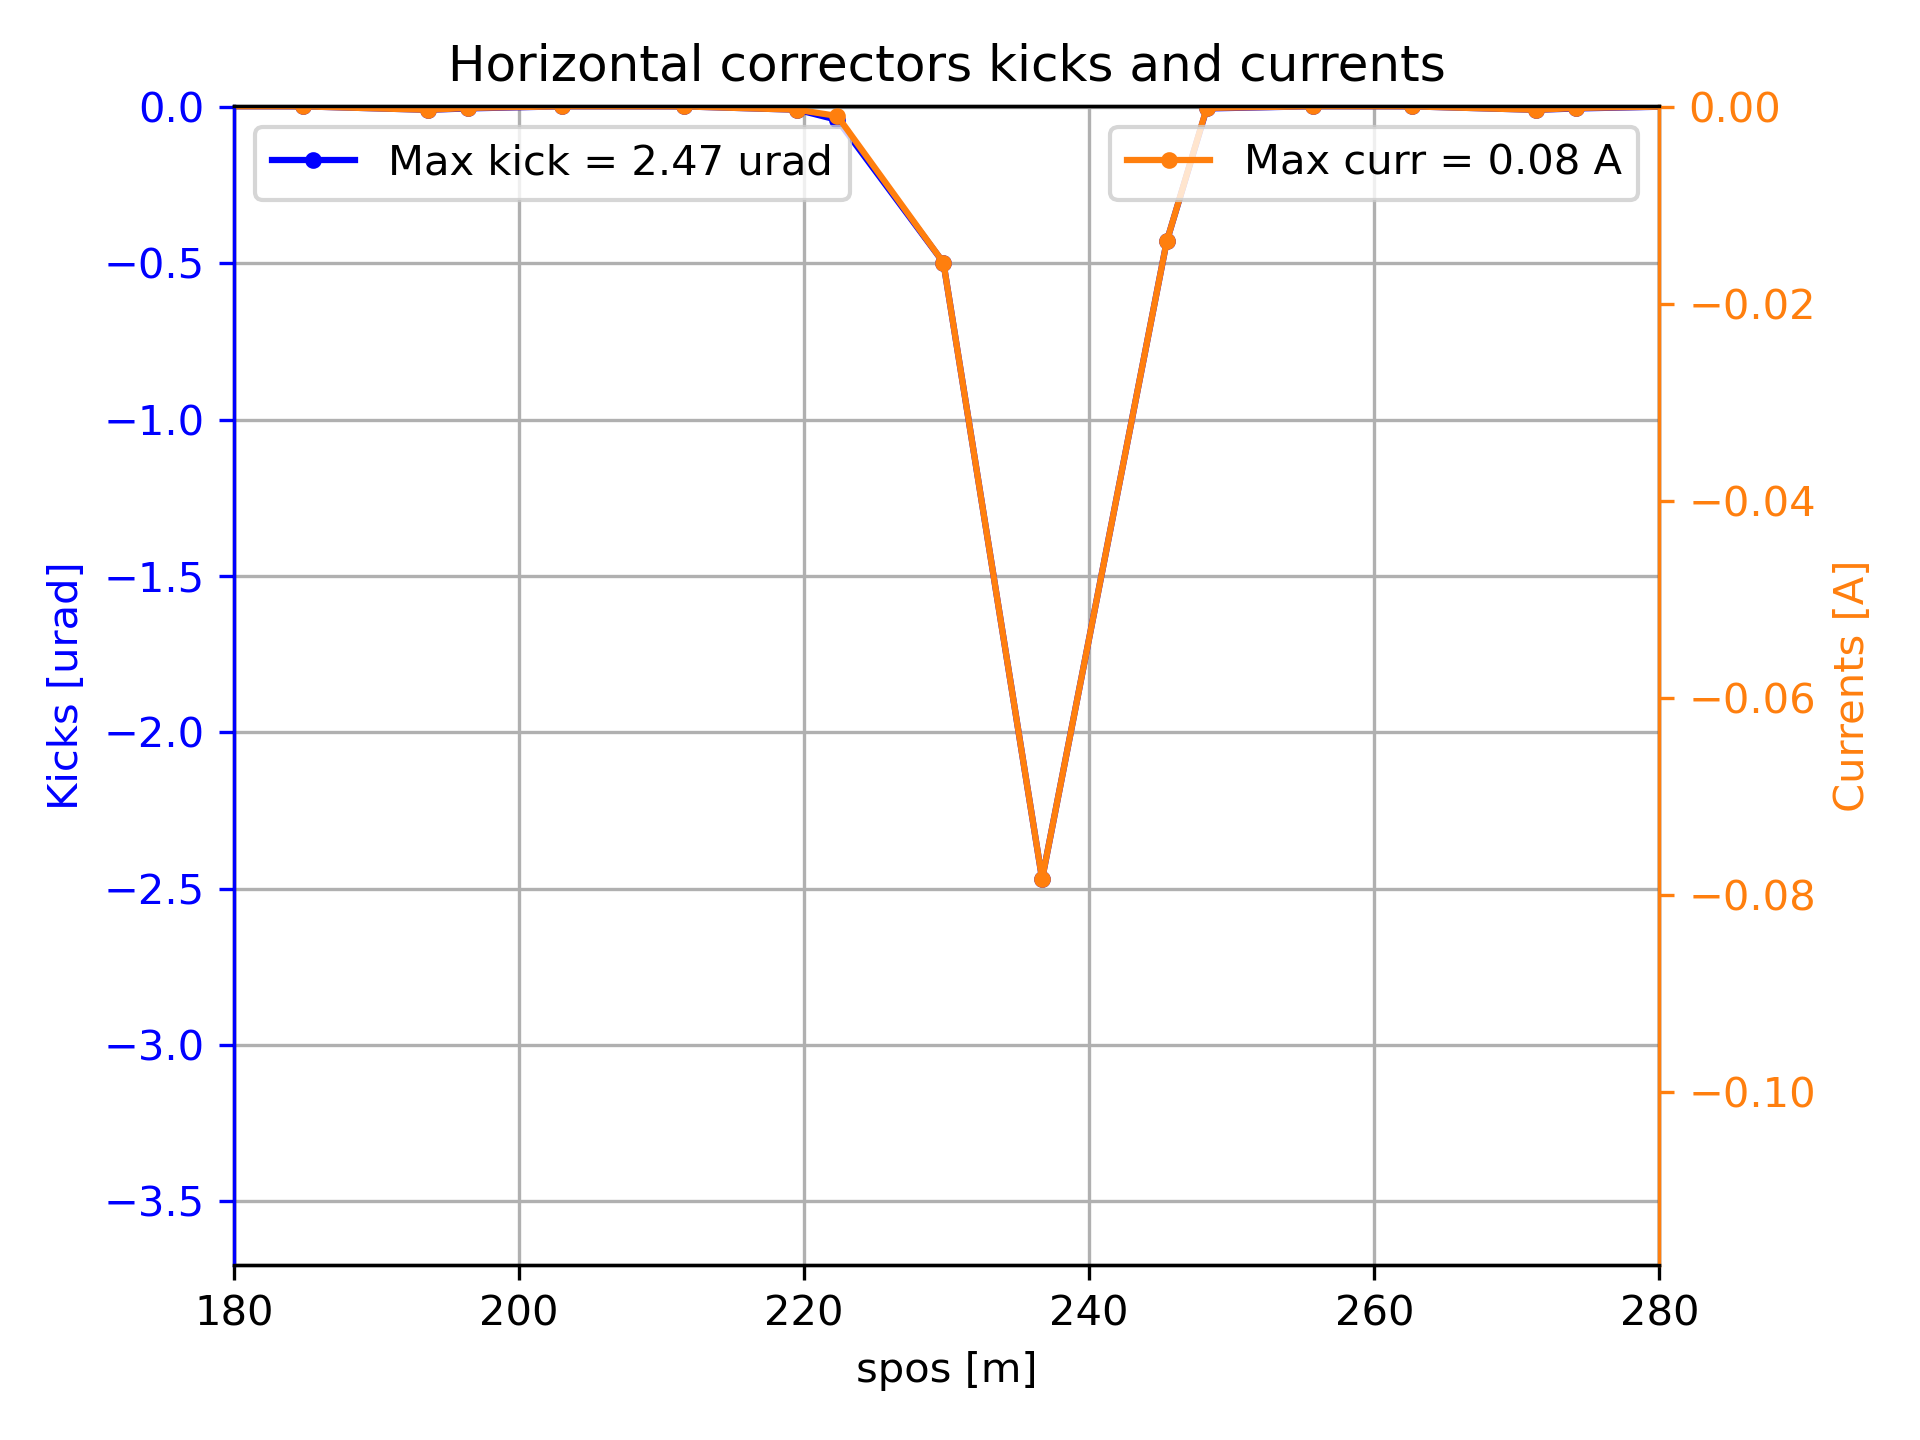 Horizontal correctors kicks and currents
Max kick = 2.47 urad
Max curr = 0.08 A
0.0
−0.5
−1.0
−1.5
−2.0
−2.5
−3.0
−3.5
Kicks [urad]
0.00
−0.02
−0.04
−0.06
−0.08
−0.10
Currents [A]
180 200 220 240 260 280
spos [m]